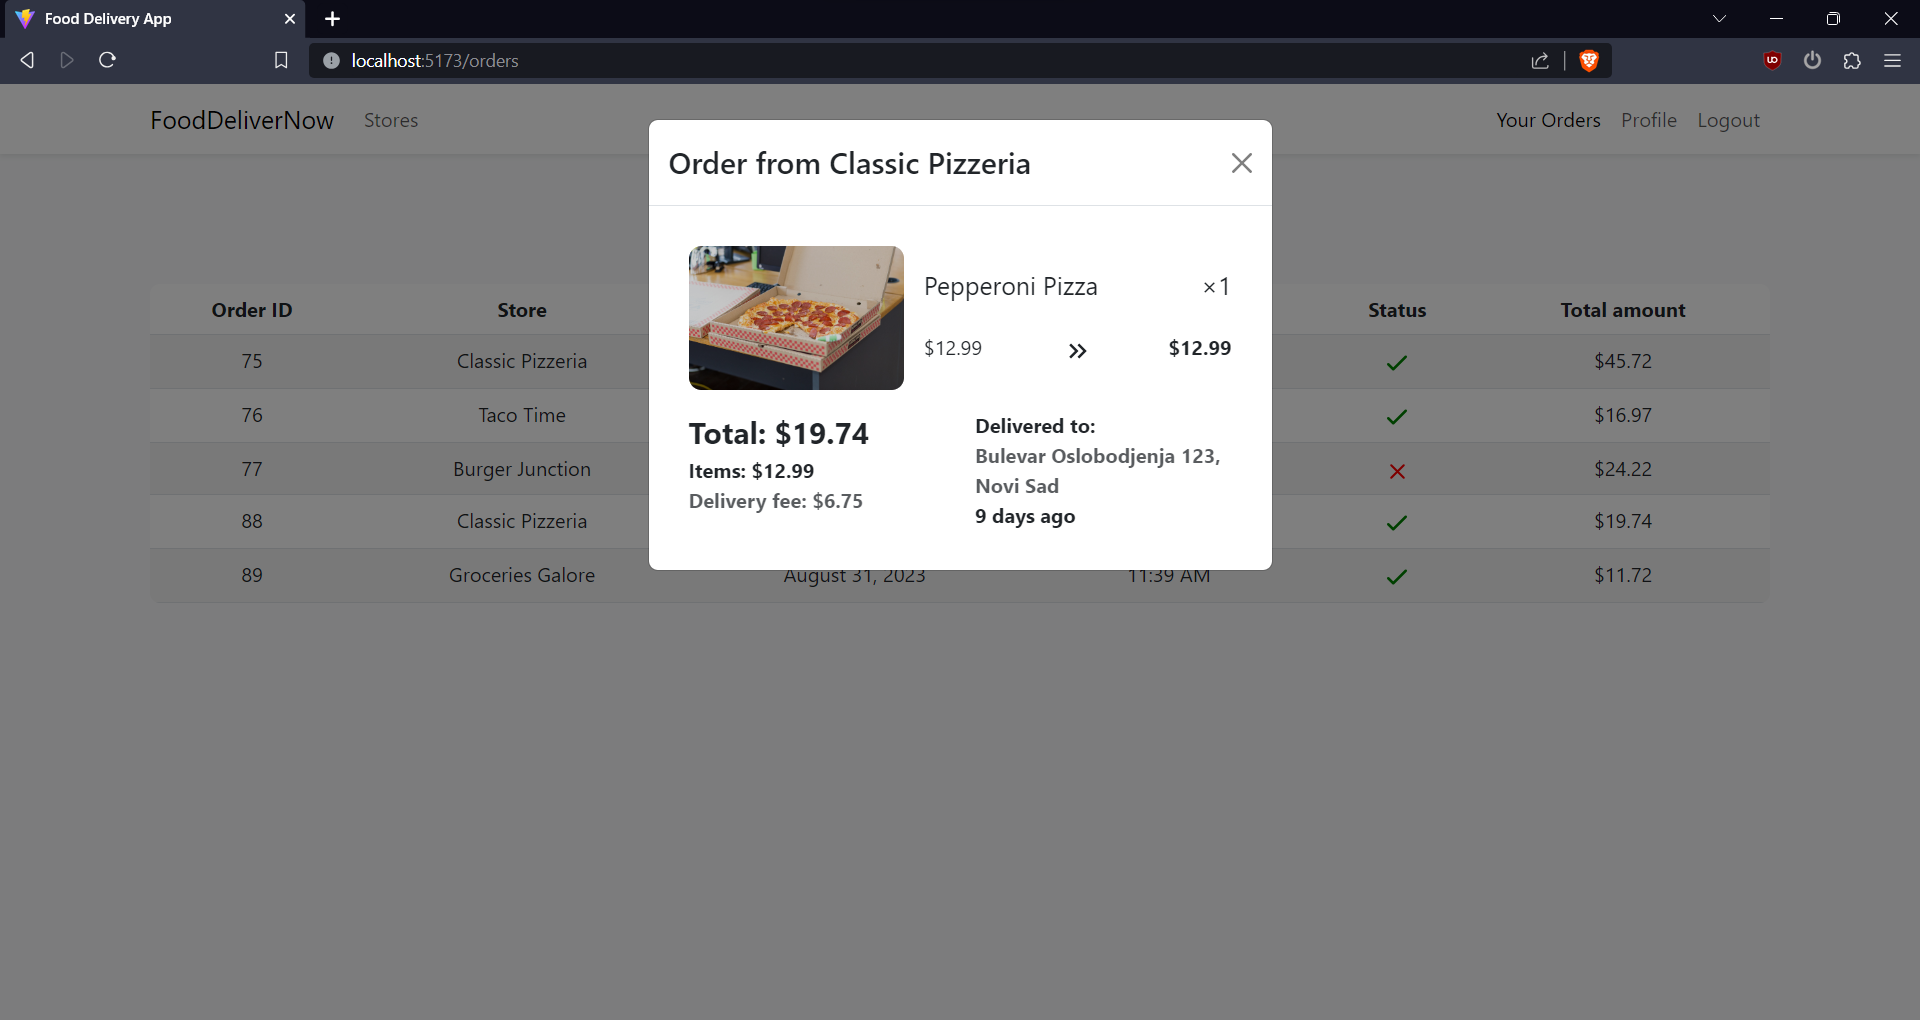 Food Delivery App
localhost:5173/orders
FoodDeliverNow Stores Your Orders Profile Logout
Order from Classic Pizzeria
Pepperoni Pizza ×1
$12.99 $12.99
Total: $19.74
Items: $12.99
Delivery fee: $6.75
Delivered to:
Bulevar Oslobodjenja 123,
Novi Sad
9 days ago
Order ID Store Status Total amount
75 Classic Pizzeria $45.72
76 Taco Time $16.97
77 Burger Junction $24.22
88 Classic Pizzeria $19.74
89 Groceries Galore August 31, 2023 11:39 AM $11.72